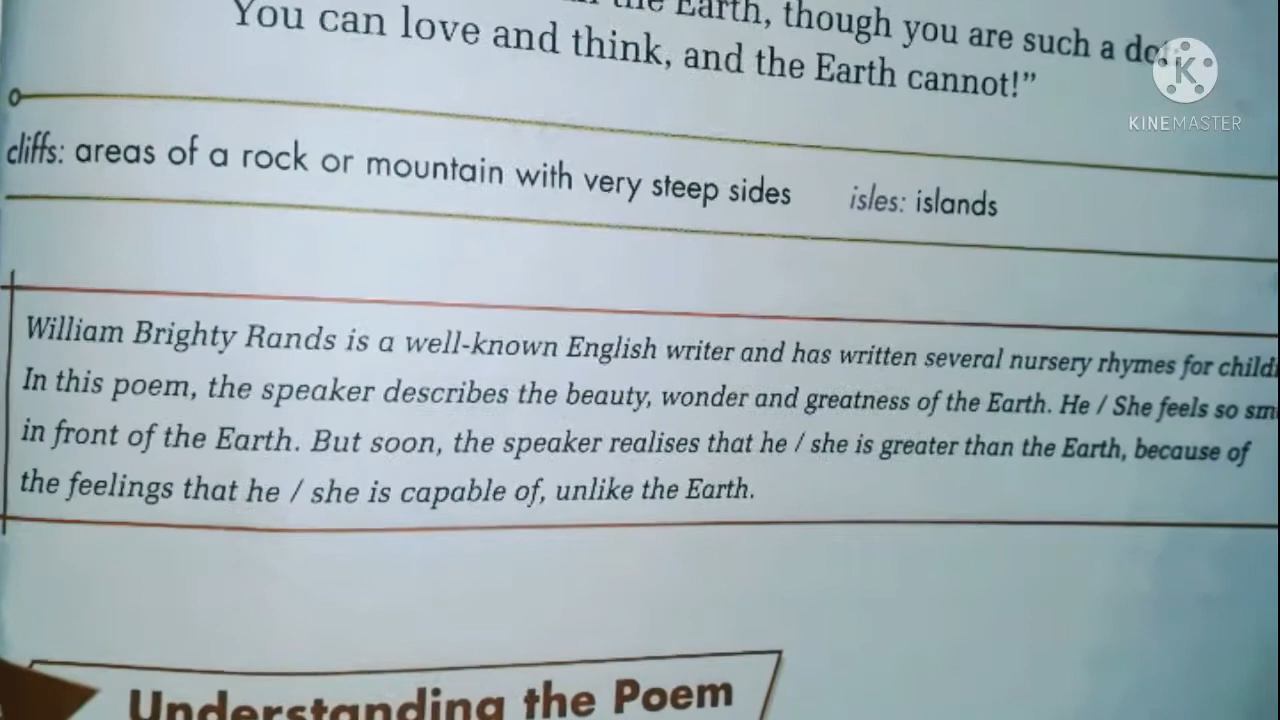 the Earth, though you are such a dot
You can love and think, and the Earth cannot!”
KINEMASTER
cliffs: areas of a rock or mountain with very steep sides isles: islands
William Brighty Rands is a well-known English writer and has written several nursery rhymes for
In this poem, the speaker describes the beauty, wonder and greatness of the Earth. He / She feels so
in front of the Earth. But soon, the speaker realises that he / she is greater than the Earth, because of
the feelings that he / she is capable of, unlike the Earth.
Understanding the Poem